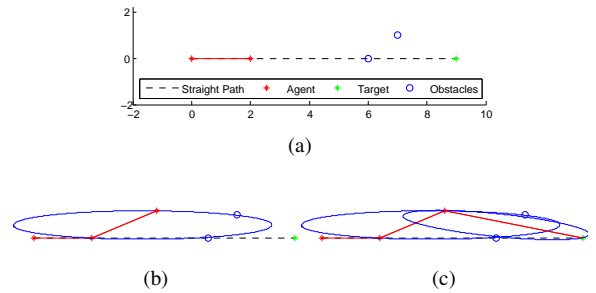 2
0
−2
Straight Path Agent Target Obstacles
−2 0 2 4 6 8 10
(a)
(b) (c)